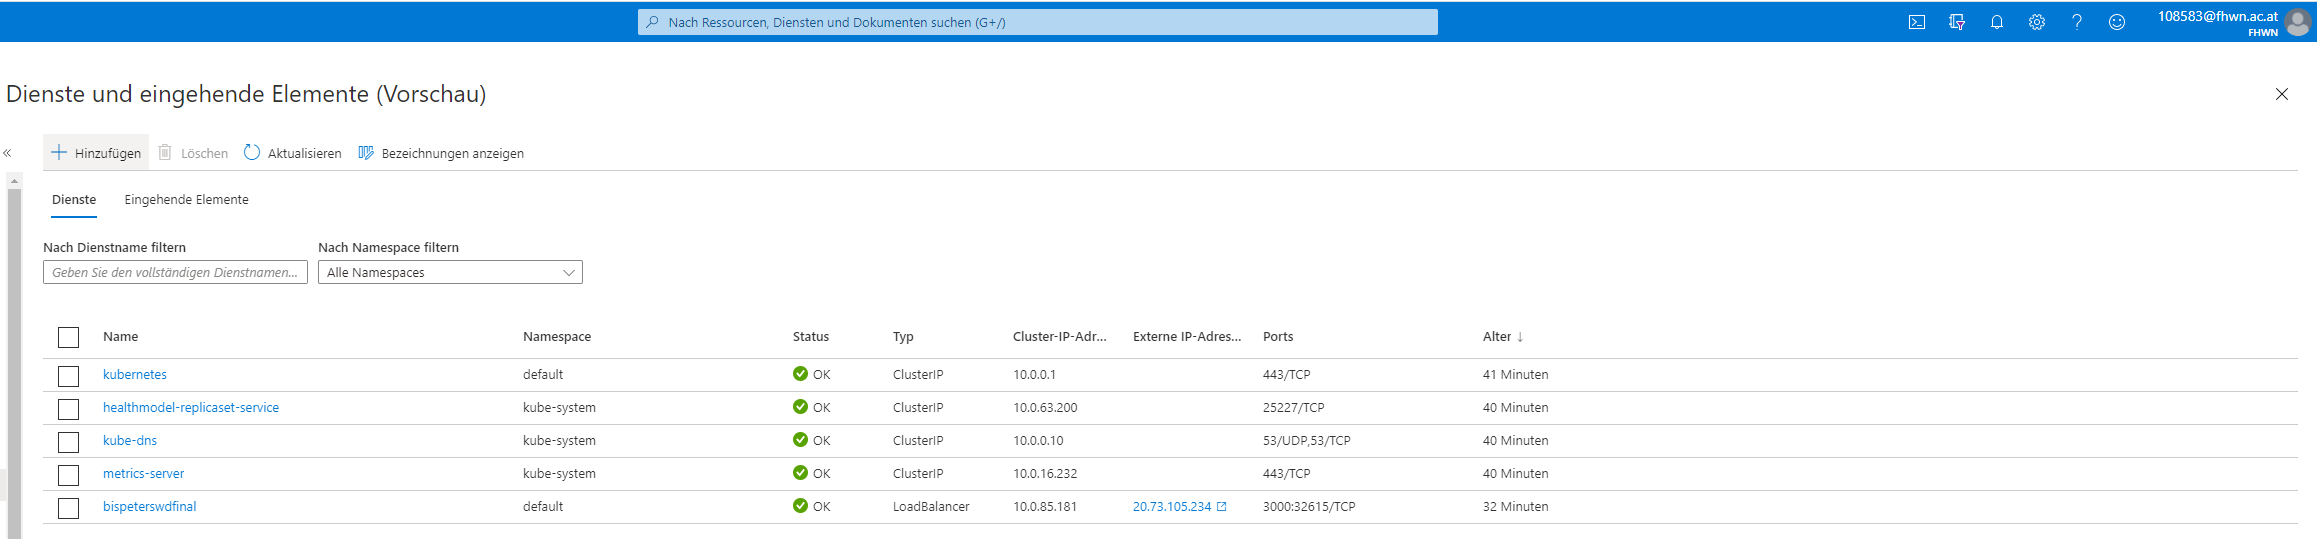 Nach Ressourcen, Diensten und Dokumenten suchen (G+/)
108583@fhwn.ac.at
FHWN
Dienste und eingehende Elemente (Vorschau)
« Hinzufügen Löschen Aktualisieren Bezeichnungen anzeigen
Dienste Eingehende Elemente
Nach Dienstname filtern Nach Namespace filtern
Geben Sie den vollständigen Dienstnamen... Alle Namespaces
Name Namespace Status Typ Cluster-IP-Adr... Externe IP-Adres... Ports Alter ↓
kubernetes default OK ClusterIP 10.0.0.1 443/TCP 41 Minuten
healthmodel-replicaset-service kube-system OK ClusterIP 10.0.63.200 25227/TCP 40 Minuten
kube-dns kube-system OK ClusterIP 10.0.0.10 53/UDP,53/TCP 40 Minuten
metrics-server kube-system OK ClusterIP 10.0.16.232 443/TCP 40 Minuten
bispeterswdfinal default OK LoadBalancer 10.0.85.181 20.73.105.234 3000:32615/TCP 32 Minuten